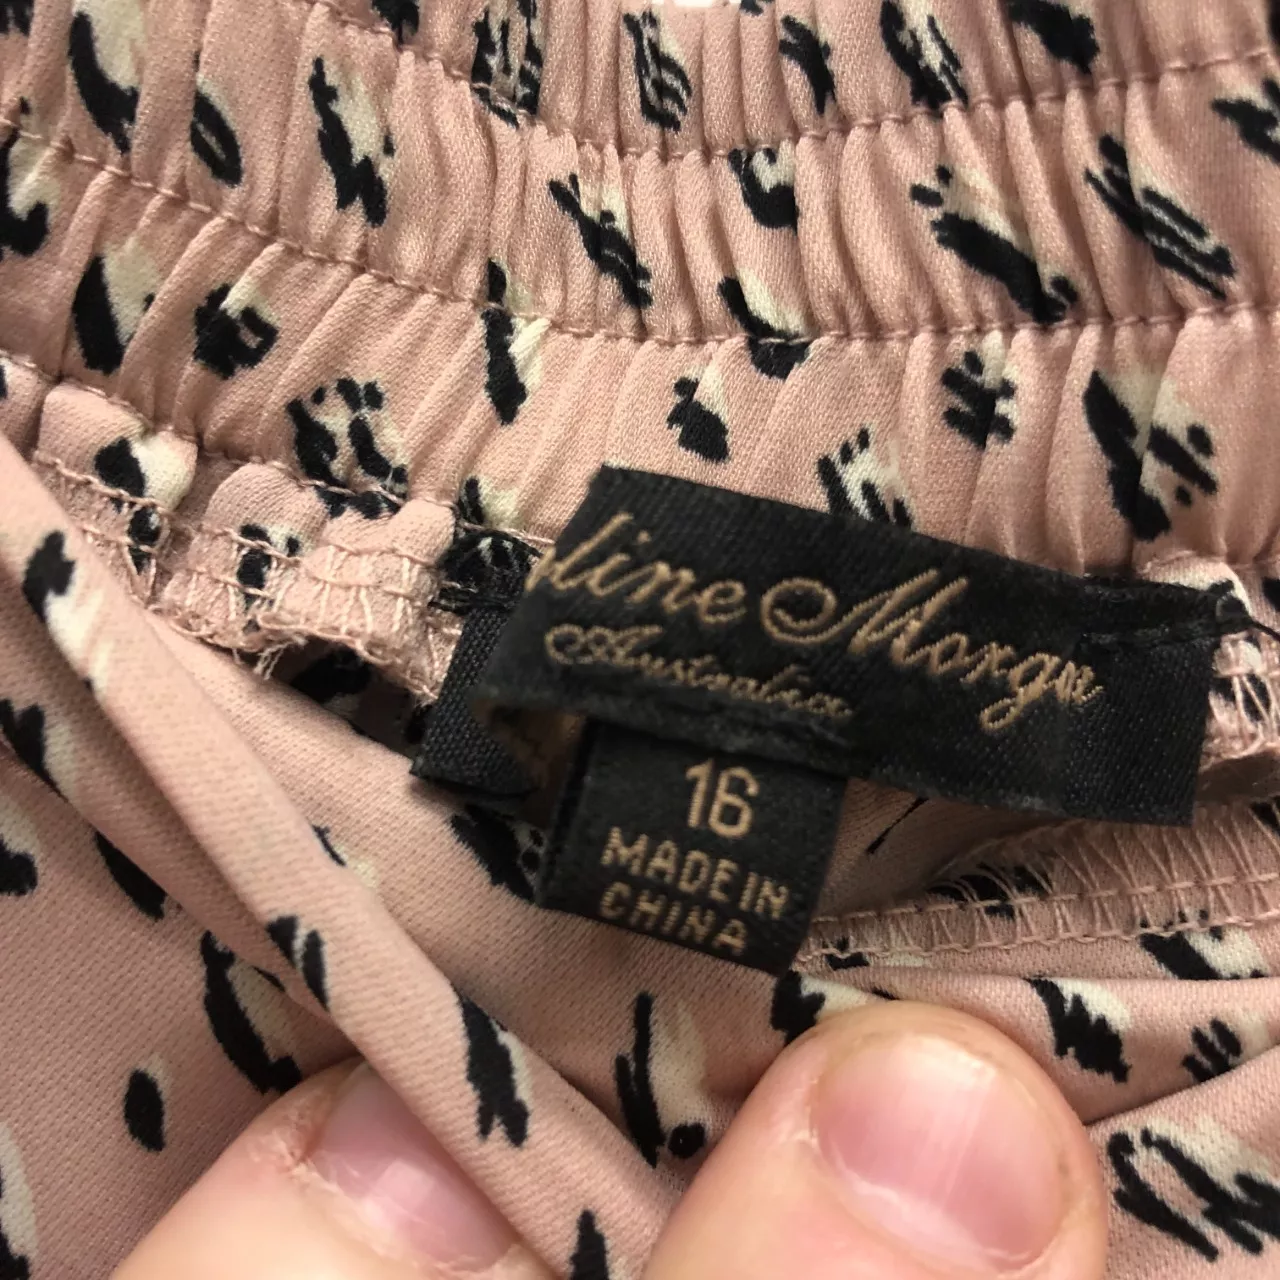 line Morga
Australia
16
MADE IN
CHINA